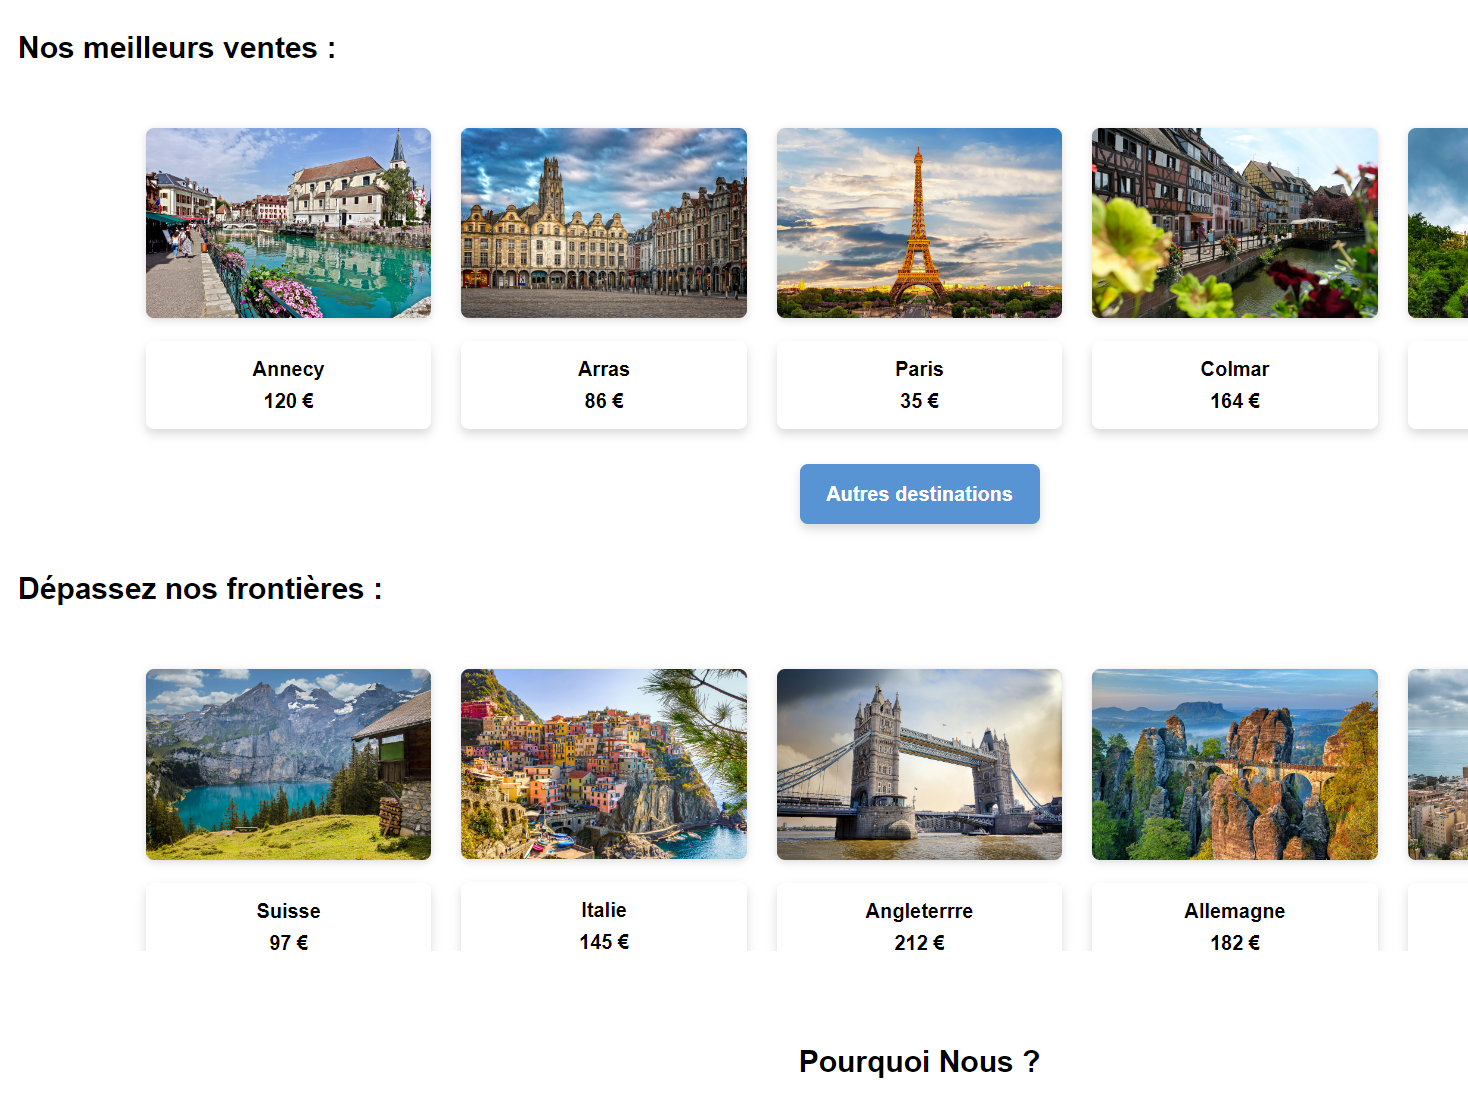 Nos meilleurs ventes :
Annecy
120 €
Arras
86 €
Paris
35 €
Colmar
164 €
Autres destinations
Dépassez nos frontières :
Suisse
97 €
Italie
145 €
Angleterrre
212 €
Allemagne
182 €
Pourquoi Nous ?